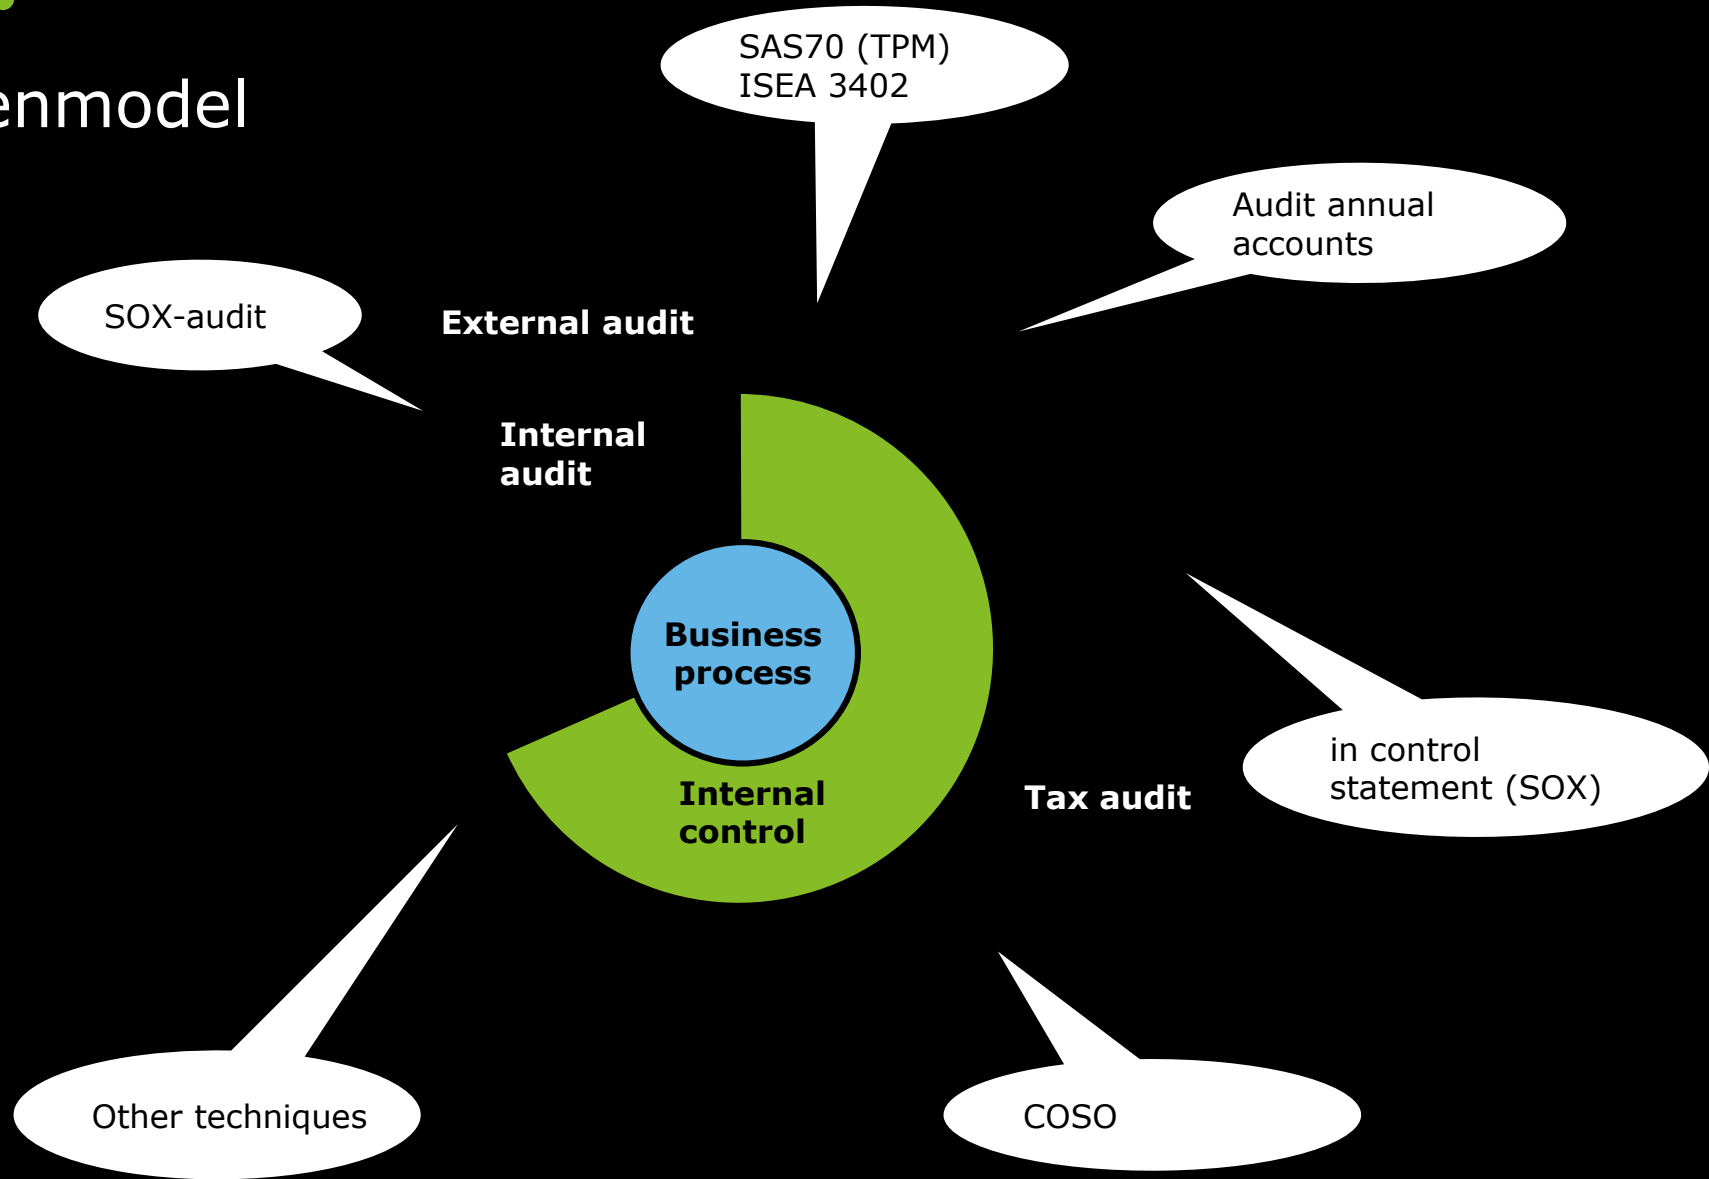 enmodel
SAS70 (TPM)
ISEA 3402
Audit annual
accounts
SOX-audit
External audit
Internal
audit
Business
process
in control
statement (SOX)
Internal
control
Tax audit
Other techniques
COSO